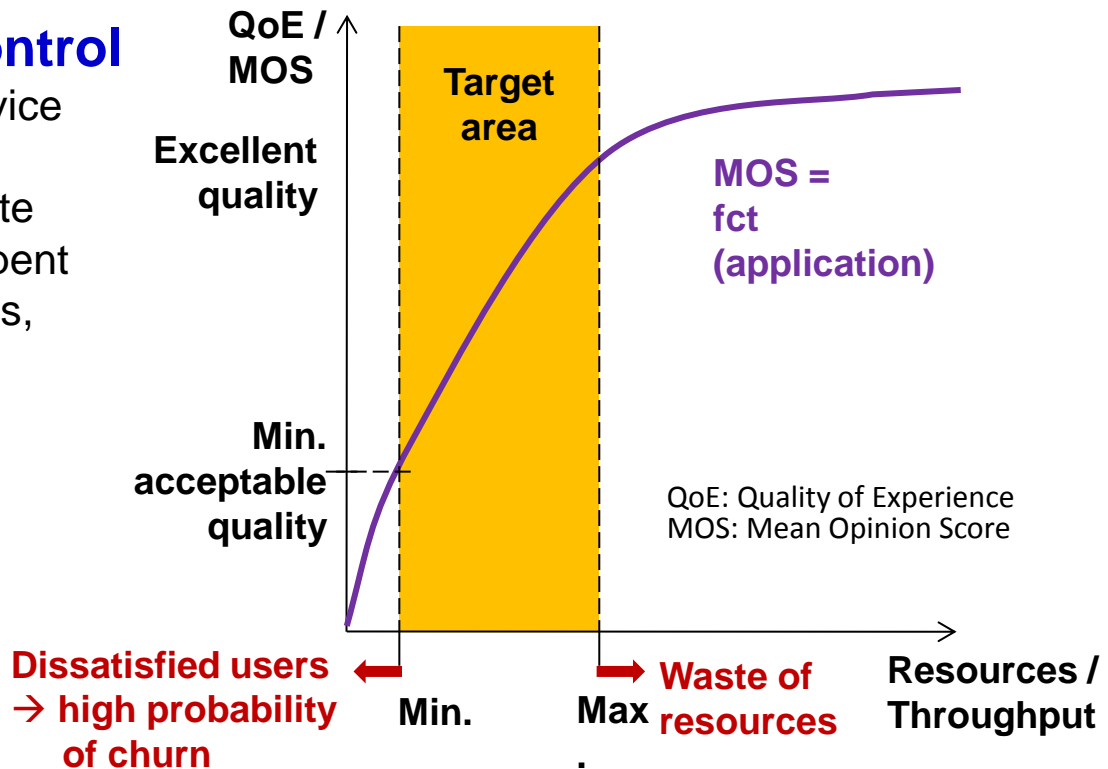 ontrol
vice
te
pent
s,
QoE /
MOS
Target
area
Excellent
quality
MOS =
fct
(application)
Min.
acceptable
quality
QoE: Quality of Experience
MOS: Mean Opinion Score
Dissatisfied users
→ high probability
of churn
Min.
Max
.
Waste of
resources
Resources /
Throughput